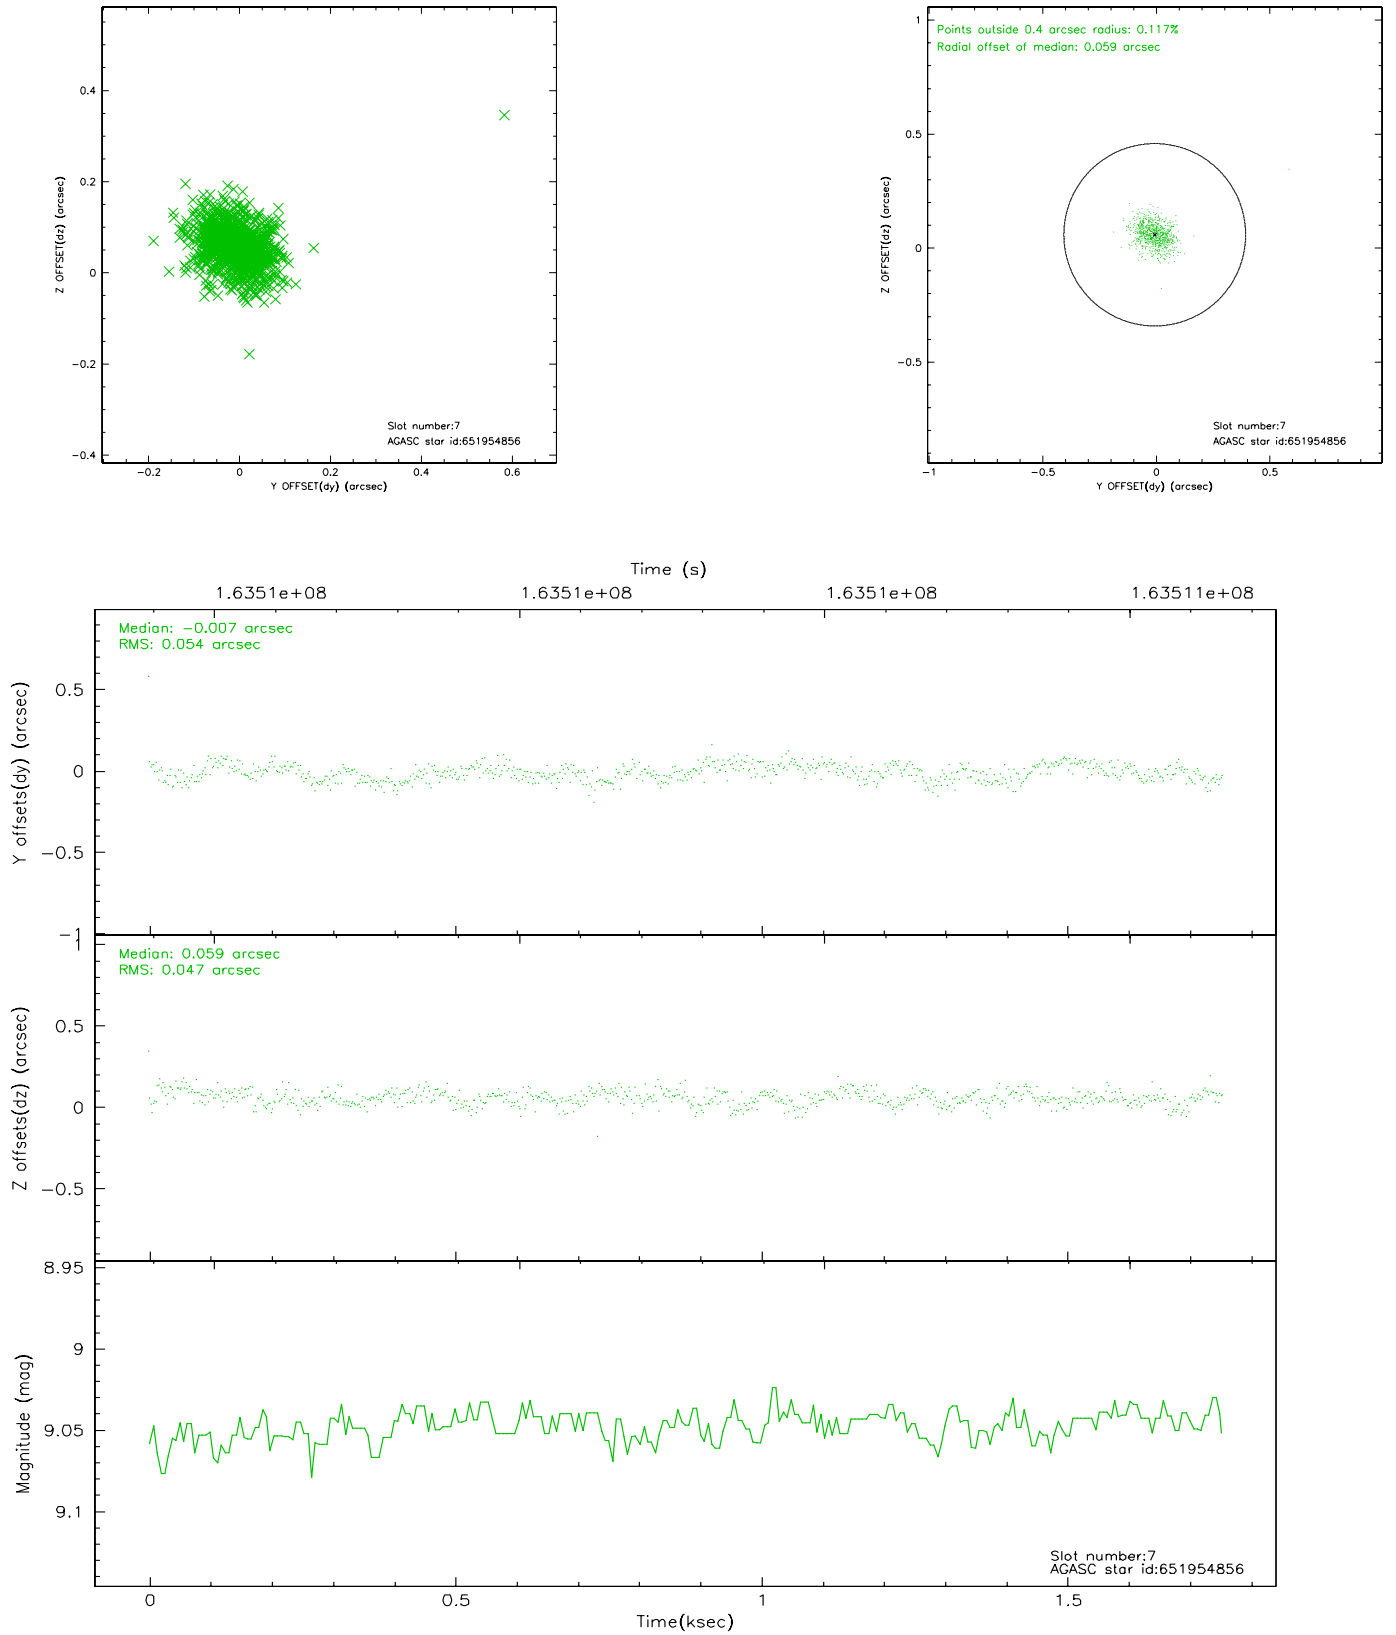 0.4
0.2
0
−0.2
−0.4
Z OFFSET(dz) (arcsec)
Slot number:7
AGASC star id:651954856
−0.2 0 0.2 0.4 0.6
Y OFFSET(dy) (arcsec)
Points outside 0.4 arcsec radius: 0.117%
Radial offset of median: 0.059 arcsec
1
0.5
0
−0.5
Z OFFSET(dz) (arcsec)
Slot number:7
AGASC star id:651954856
−1 −0.5 0 0.5
Y OFFSET(dy) (arcsec)
Time (s)
1.6351e+08 1.6351e+08 1.6351e+08 1.63511e+08
Median: −0.007 arcsec
RMS: 0.054 arcsec
0.5
0
−0.5
−1
Y offsets(dy) (arcsec)
Median: 0.059 arcsec
RMS: 0.047 arcsec
1
0.5
0
−0.5
Z offsets(dz) (arcsec)
8.95
9
9.05
9.1
Magnitude (mag)
Slot number:7
AGASC star id:651954856
0 0.5 1 1.5
Time(ksec)